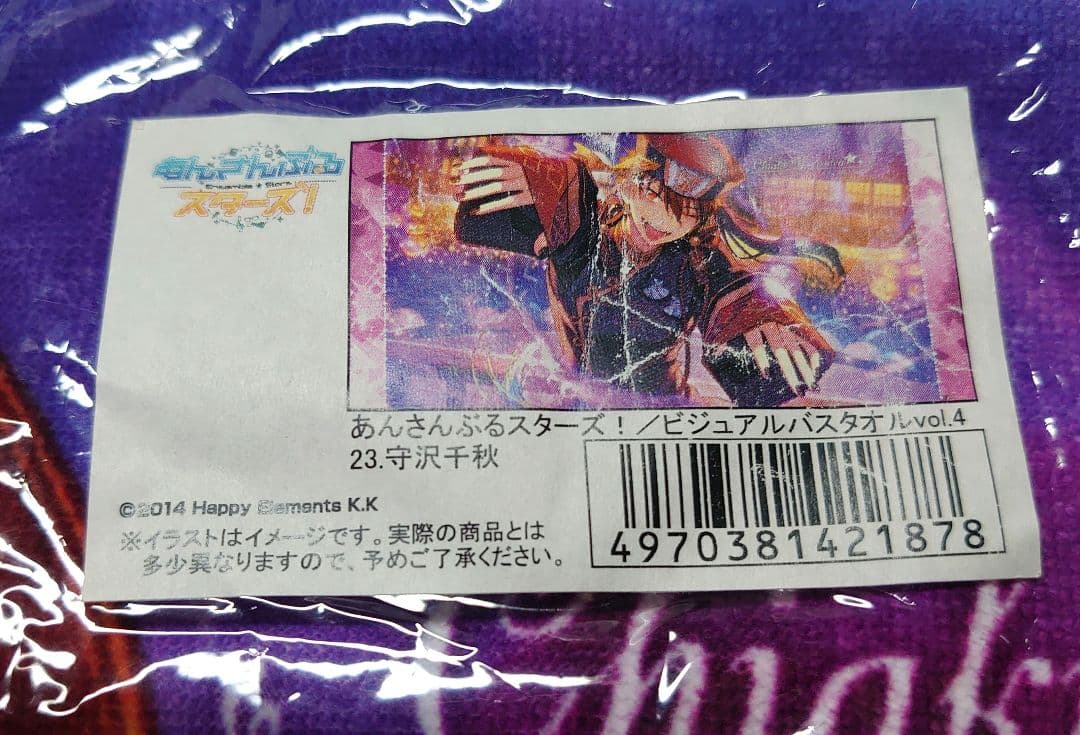 あんさんぶる
Ensemble Stars
スターズ!
あんさんぶるスターズ!/ビジュアルバスタオルvol.4
23.守沢千秋
©2014 Happy Elements K.K
※イラストはイメージです。実際の商品とは
多少異なりますので、予めご了承ください。
4970381421878